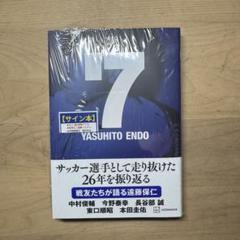 7
【サイン本】
YASUHITO ENDO
サッカー選手として走り抜けた
26年を振り返る
戦友たちが語る遠藤保仁
中村俊輔 今野泰幸 長谷部 誠
東口順昭 本田圭佑